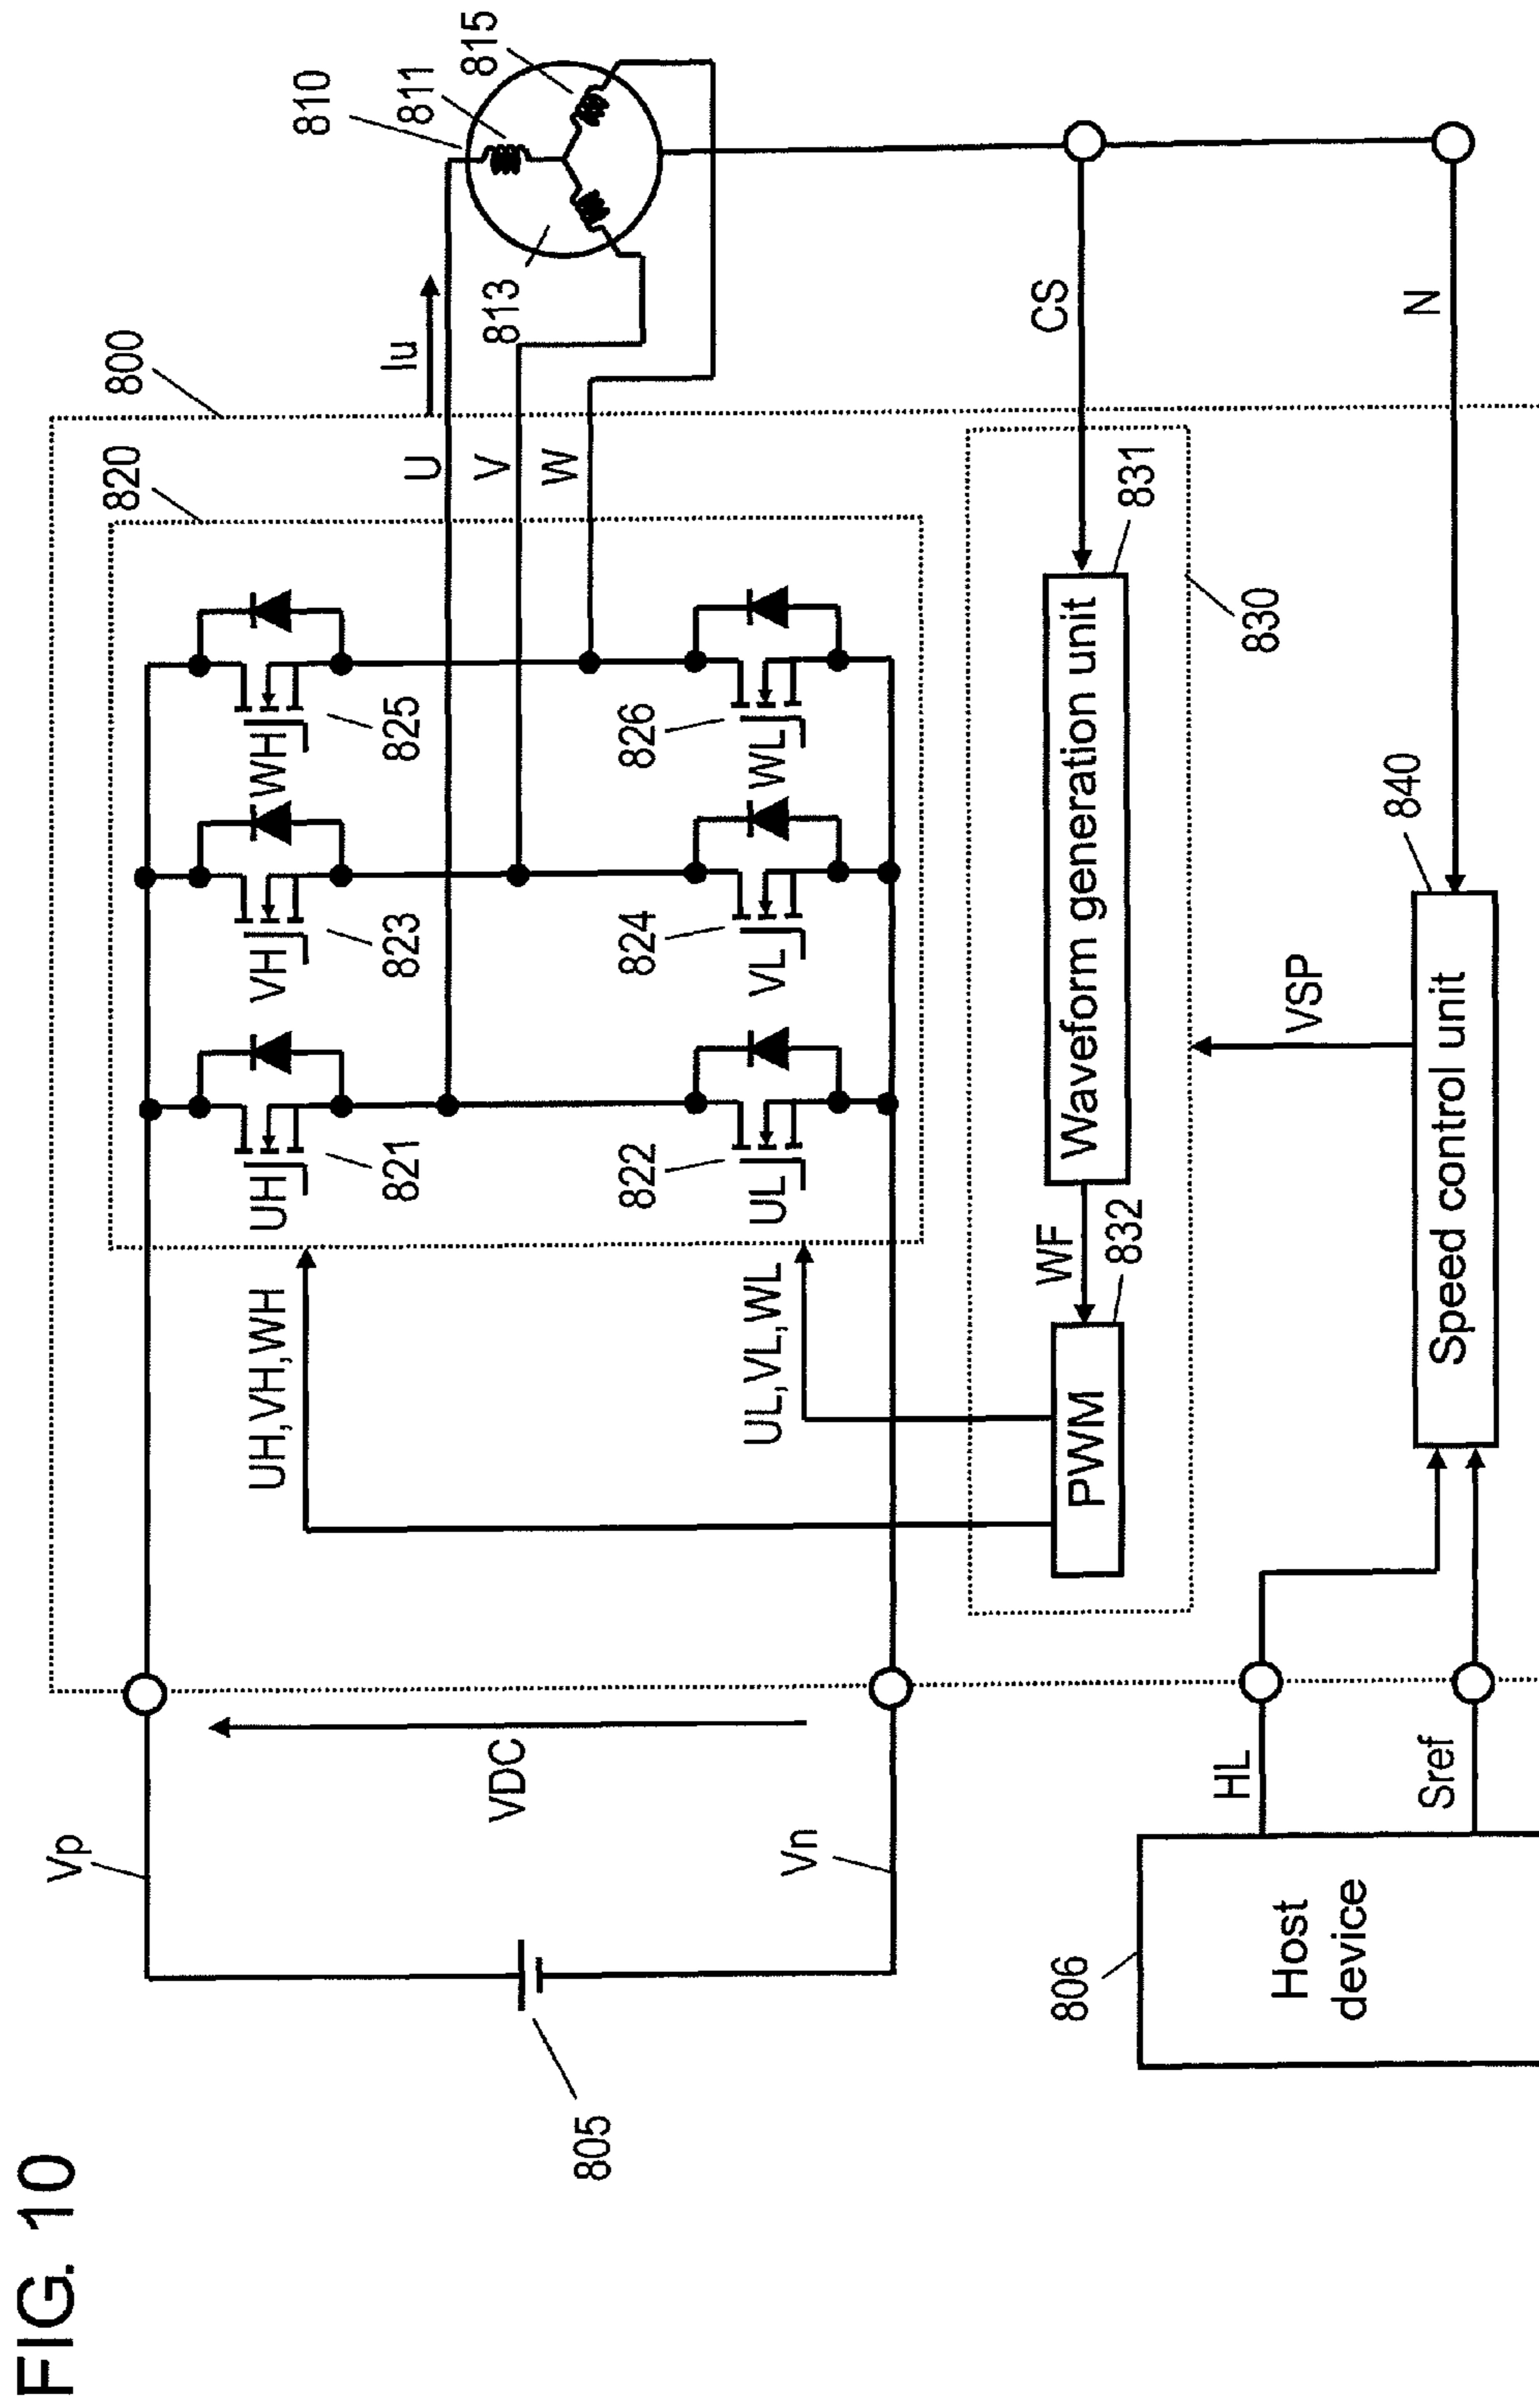 FIG. 10
800
820
810
811
815
813
Iu
U
V
W
Vp
VDC
Vn
805
UH,VH,WH
UL,VL,WL
UH
821
VH
823
WH
825
UL
822
VL
824
WL
826
CS
N
PWM
832
WF
Waveform generation unit
831
830
VSP
840
Speed control unit
HL
Sref
806
Host
device